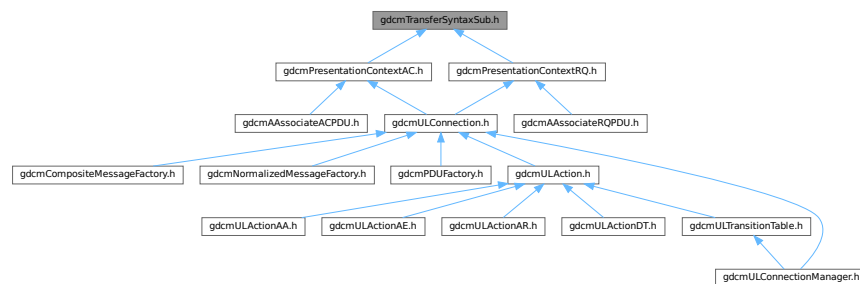 gdcmTransferSyntaxSub.h
gdcmPresentationContextAC.h
gdcmPresentationContextRQ.h
gdcmAAssociateACPDU.h
gdcmULConnection.h
gdcmAAssociateRQPDU.h
gdcmCompositeMessageFactory.h
gdcmNormalizedMessageFactory.h
gdcmPDUFactory.h
gdcmULAction.h
gdcmULActionAA.h
gdcmULActionAE.h
gdcmULActionAR.h
gdcmULActionDT.h
gdcmULTransitionTable.h
gdcmULConnectionManager.h